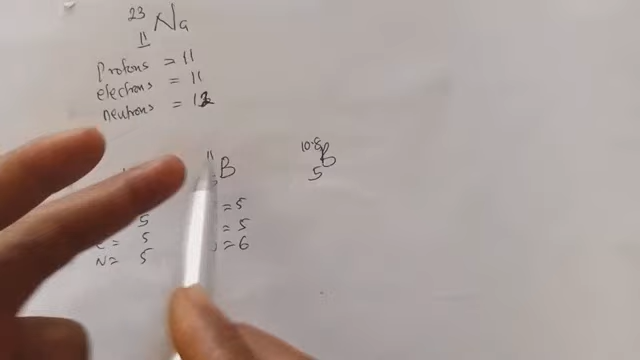 23 Na
11
Protons = 11
electrons = 11
neutrons = 12
11 B 10.8 B
5
5 = 5
= 5 = 5
N = 5 = 6